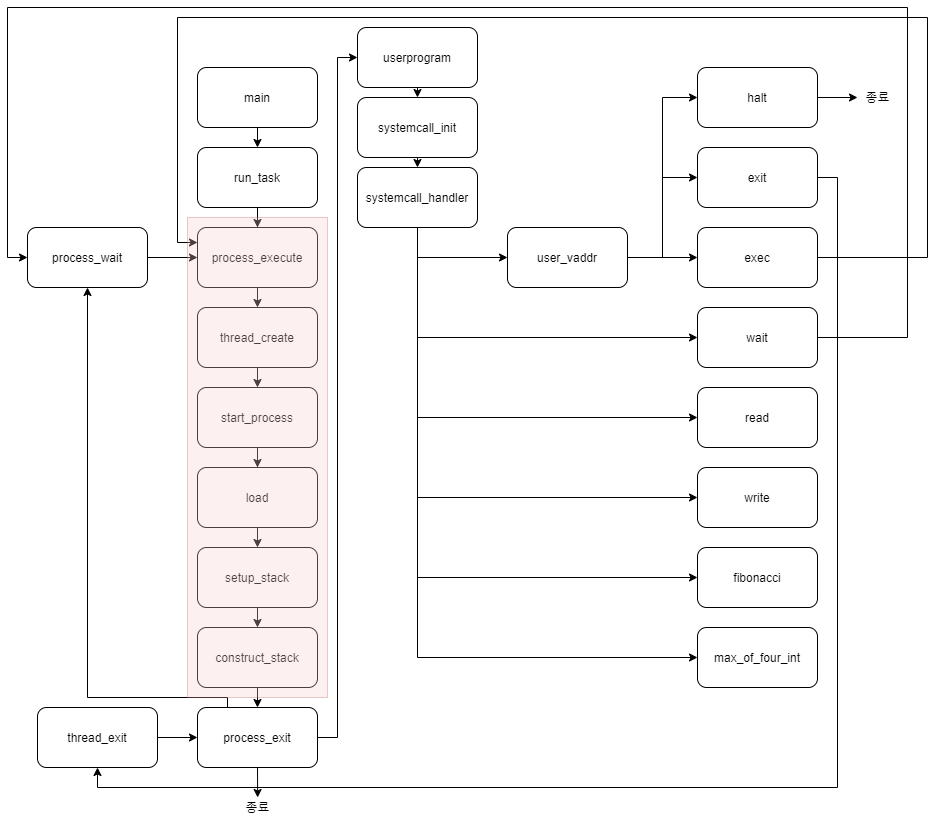 userprogram
main
halt
종료
systemcall_init
run_task
exit
systemcall_handler
process_wait
process_execute
user_vaddr
exec
thread_create
wait
start_process
read
load
write
setup_stack
fibonacci
construct_stack
max_of_four_int
thread_exit
process_exit
종료